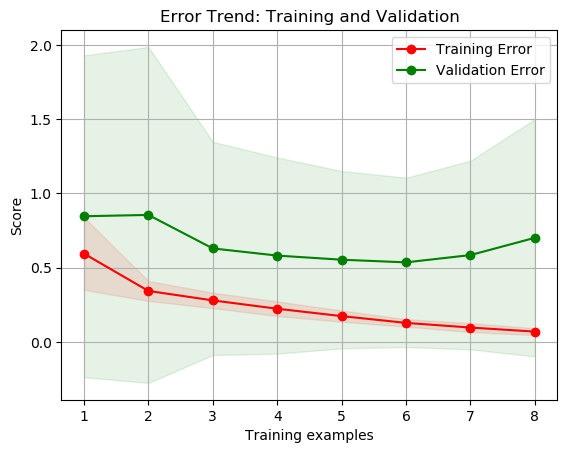 Error Trend: Training and Validation
Training Error
Validation Error
Score
2.0
1.5
1.0
0.5
0.0
1 2 3 4 5 6 7 8
Training examples